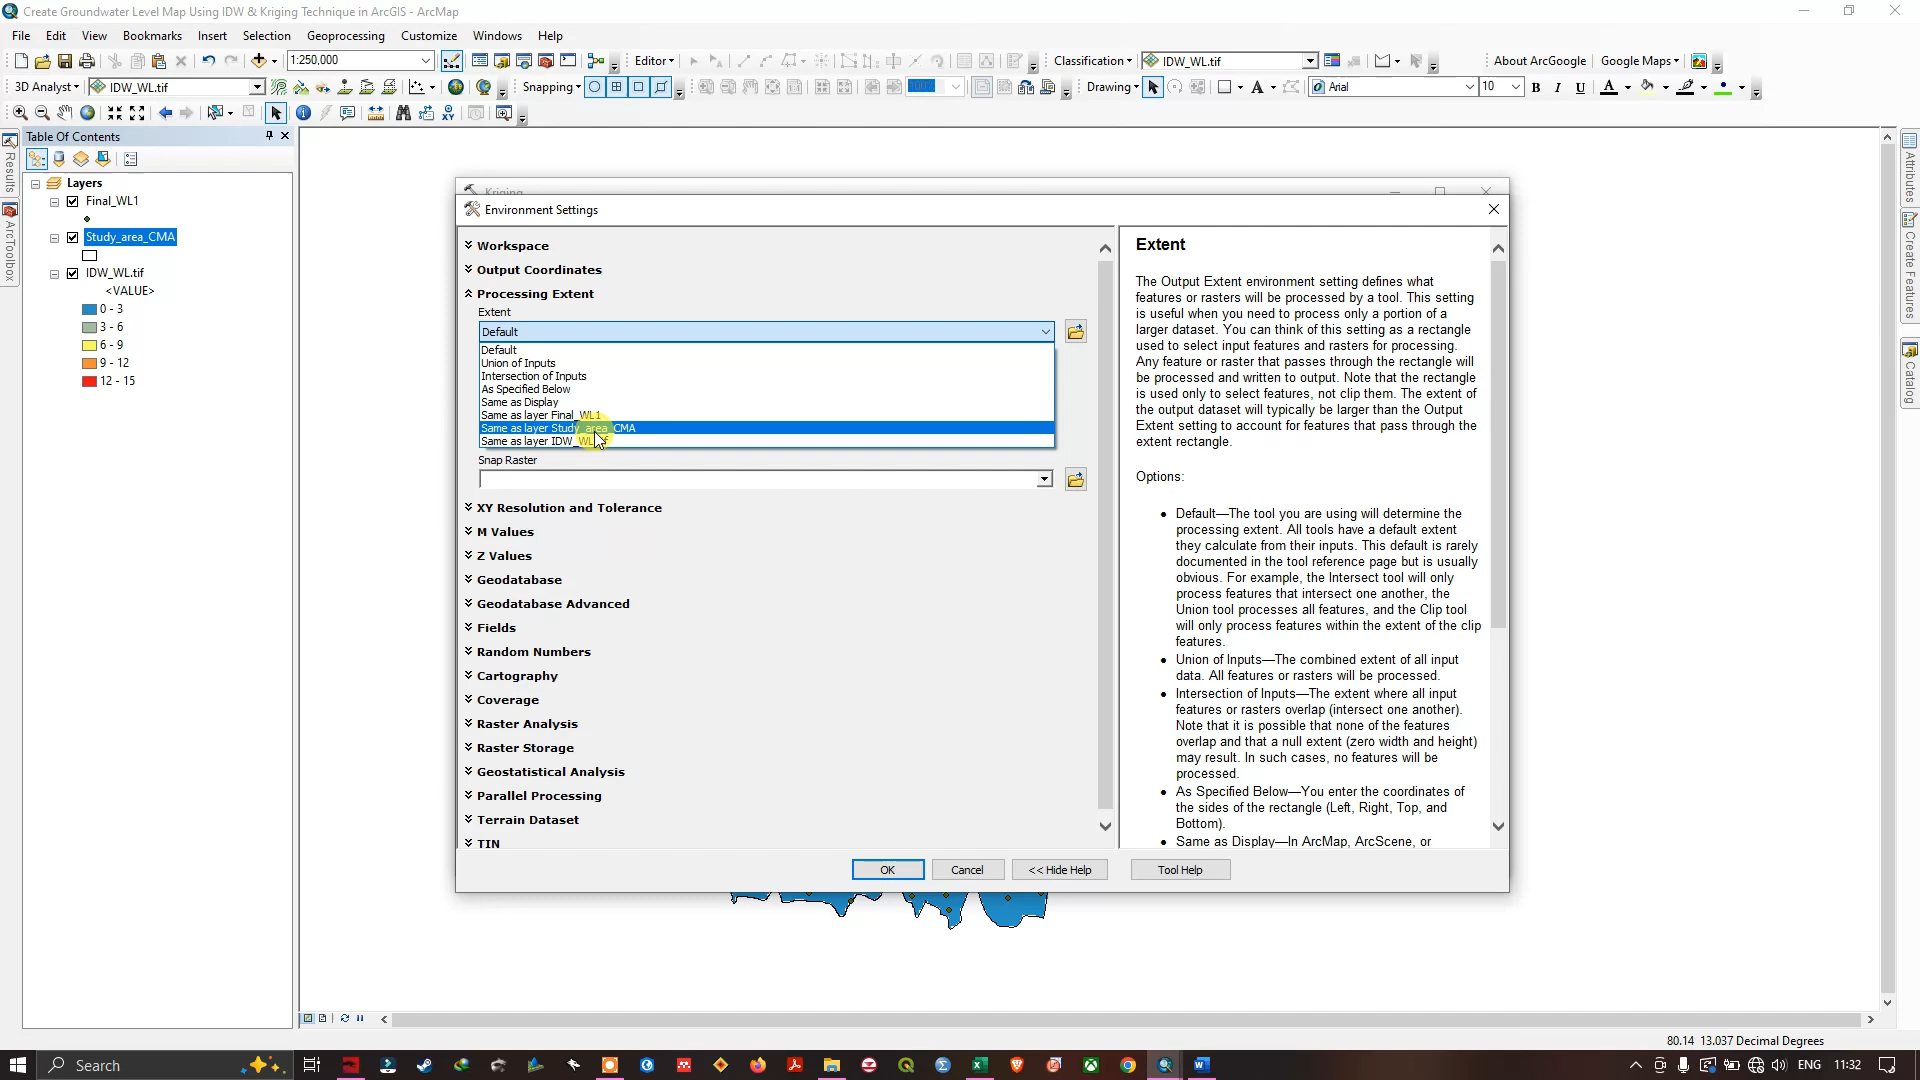 Create Groundwater Level Map Using IDW & Kriging Technique in ArcGIS - ArcMap
File Edit View Bookmarks Insert Selection Geoprocessing Customize Windows Help
1:250,000 Editor Classification IDW_WL.tif About ArcGoogle Google Maps
3D Analyst IDW_WL.tif Snapping 100% Drawing Arial 10 B I U A
Table Of Contents
Results
ArcToolbox
Layers
Final_WL1
Study_area_CMA
IDW_WL.tif
<VALUE>
0 - 3
3 - 6
6 - 9
9 - 12
12 - 15
Kriging
Environment Settings
Workspace
Output Coordinates
Processing Extent
Extent
Default
Default
Union of Inputs
Intersection of Inputs
As Specified Below
Same as Display
Same as layer Final_WL1
Same as layer Study_area_CMA
Same as layer IDW_WL.tif
Snap Raster
XY Resolution and Tolerance
M Values
Z Values
Geodatabase
Geodatabase Advanced
Fields
Random Numbers
Cartography
Coverage
Raster Analysis
Raster Storage
Geostatistical Analysis
Parallel Processing
Terrain Dataset
TIN
OK Cancel << Hide Help Tool Help
Extent
The Output Extent environment setting defines what
features or rasters will be processed by a tool. This setting
is useful when you need to process only a portion of a
larger dataset. You can think of this setting as a rectangle
used to select input features and rasters for processing.
Any feature or raster that passes through the rectangle will
be processed and written to output. Note that the rectangle
is used only to select features, not clip them. The extent of
the output dataset will typically be larger than the Output
Extent setting to account for features that pass through the
extent rectangle.
Options:
• Default—The tool you are using will determine the
processing extent. All tools have a default extent
they calculate from their inputs. This default is rarely
documented in the tool reference page but is usually
obvious. For example, the Intersect tool will only
process features that intersect one another, the
Union tool processes all features, and the Clip tool
will only process features within the extent of the clip
features.
• Union of Inputs—The combined extent of all input
data. All features or rasters will be processed.
• Intersection of Inputs—The extent where all input
features or rasters overlap (intersect one another).
Note that it is possible that none of the features
overlap and that a null extent (zero width and height)
may result. In such cases, no features will be
processed.
• As Specified Below—You enter the coordinates of
the sides of the rectangle (Left, Right, Top, and
Bottom).
• Same as Display—In ArcMap, ArcScene, or
Attributes
Create Features
Catalog
80.14 13.037 Decimal Degrees
Search
ENG 11:32